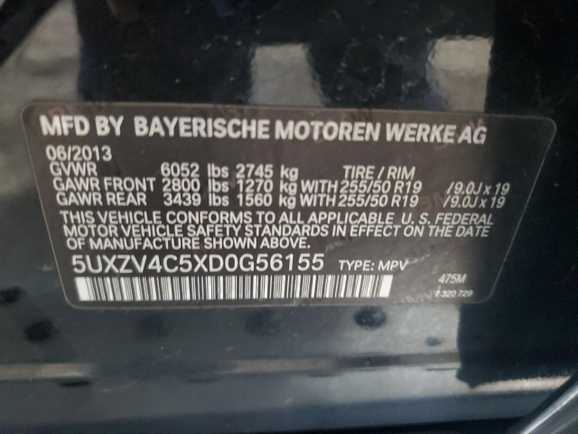 MFD BY BAYERISCHE MOTOREN WERKE AG
06/2013
GVWR 6052 lbs 2745 kg TIRE / RIM
GAWR FRONT 2800 lbs 1270 kg WITH 255/50 R19 /9.0J x 19
GAWR REAR 3439 lbs 1560 kg WITH 255/50 R19 /9.0J x 19
THIS VEHICLE CONFORMS TO ALL APPLICABLE U. S. FEDERAL
MOTOR VEHICLE SAFETY STANDARDS IN EFFECT ON THE
DATE OF MANUFACTURE SHOWN ABOVE.
5UXZV4C5XD0G56155 TYPE: MPV
475M
320 729